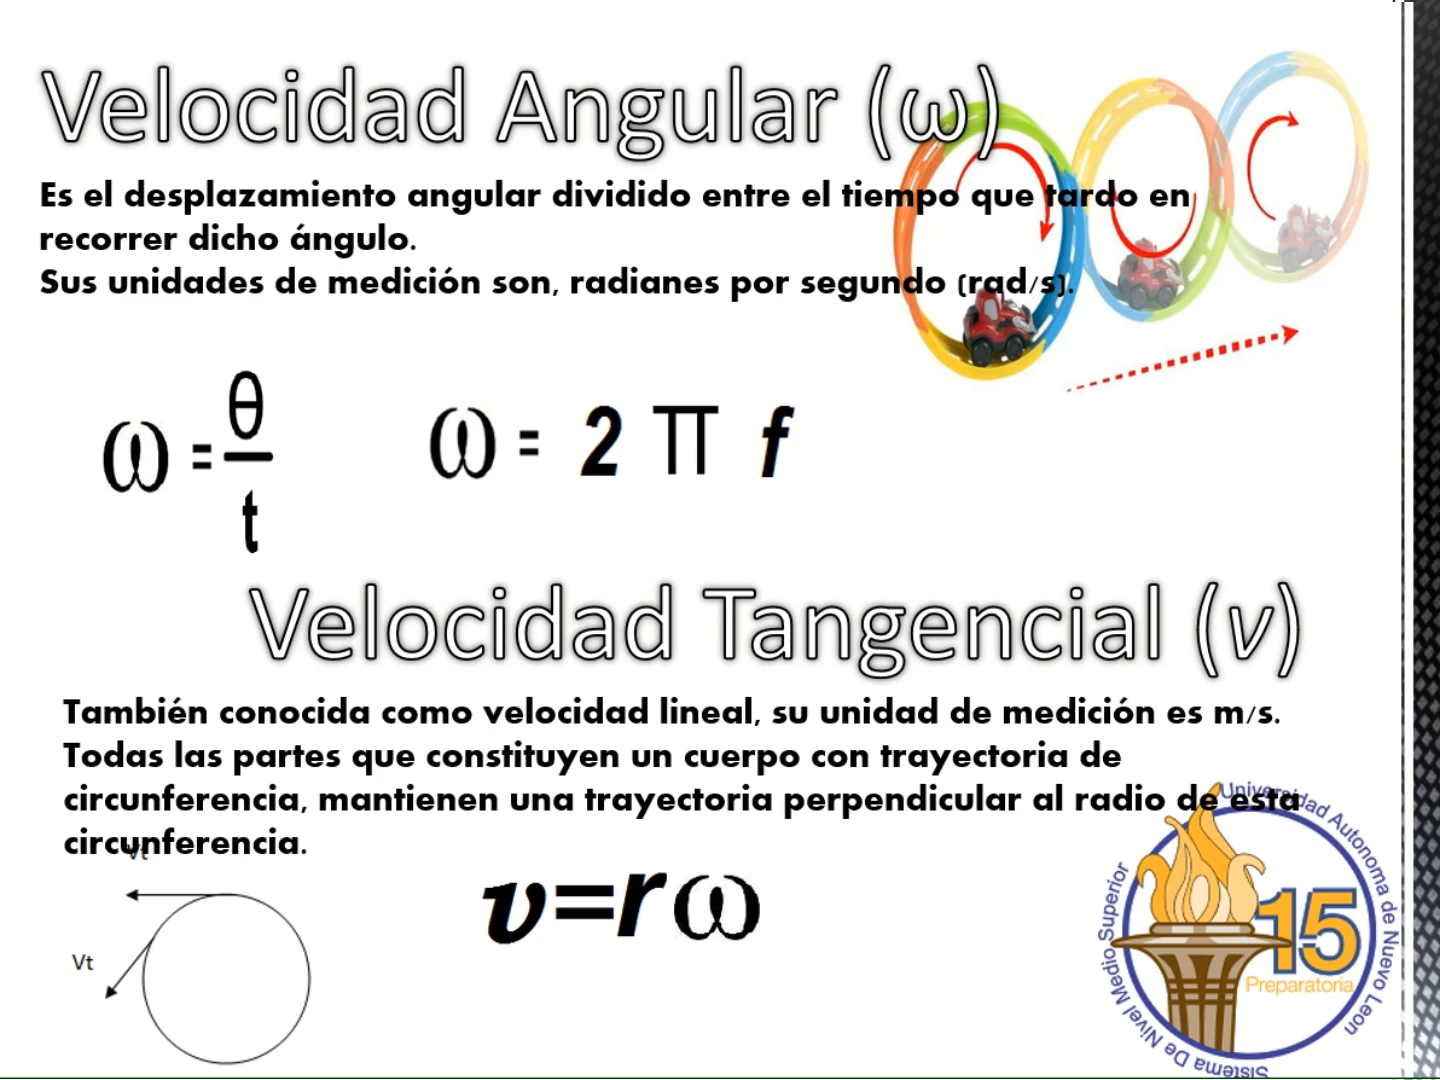 Velocidad Angular (ω)
Es el desplazamiento angular dividido entre el tiempo que tardo en
recorrer dicho ángulo.
Sus unidades de medición son, radianes por segundo (rad/s).
ω = θ/t
ω = 2 π f
Velocidad Tangencial (v)
También conocida como velocidad lineal, su unidad de medición es m/s.
Todas las partes que constituyen un cuerpo con trayectoria de
circunferencia, mantienen una trayectoria perpendicular al radio de esta
circunferencia.
Vt
Vt
v=rω
Universidad Autonoma de Nuevo Leon
Sistema De Nivel Medio Superior
15
Preparatoria